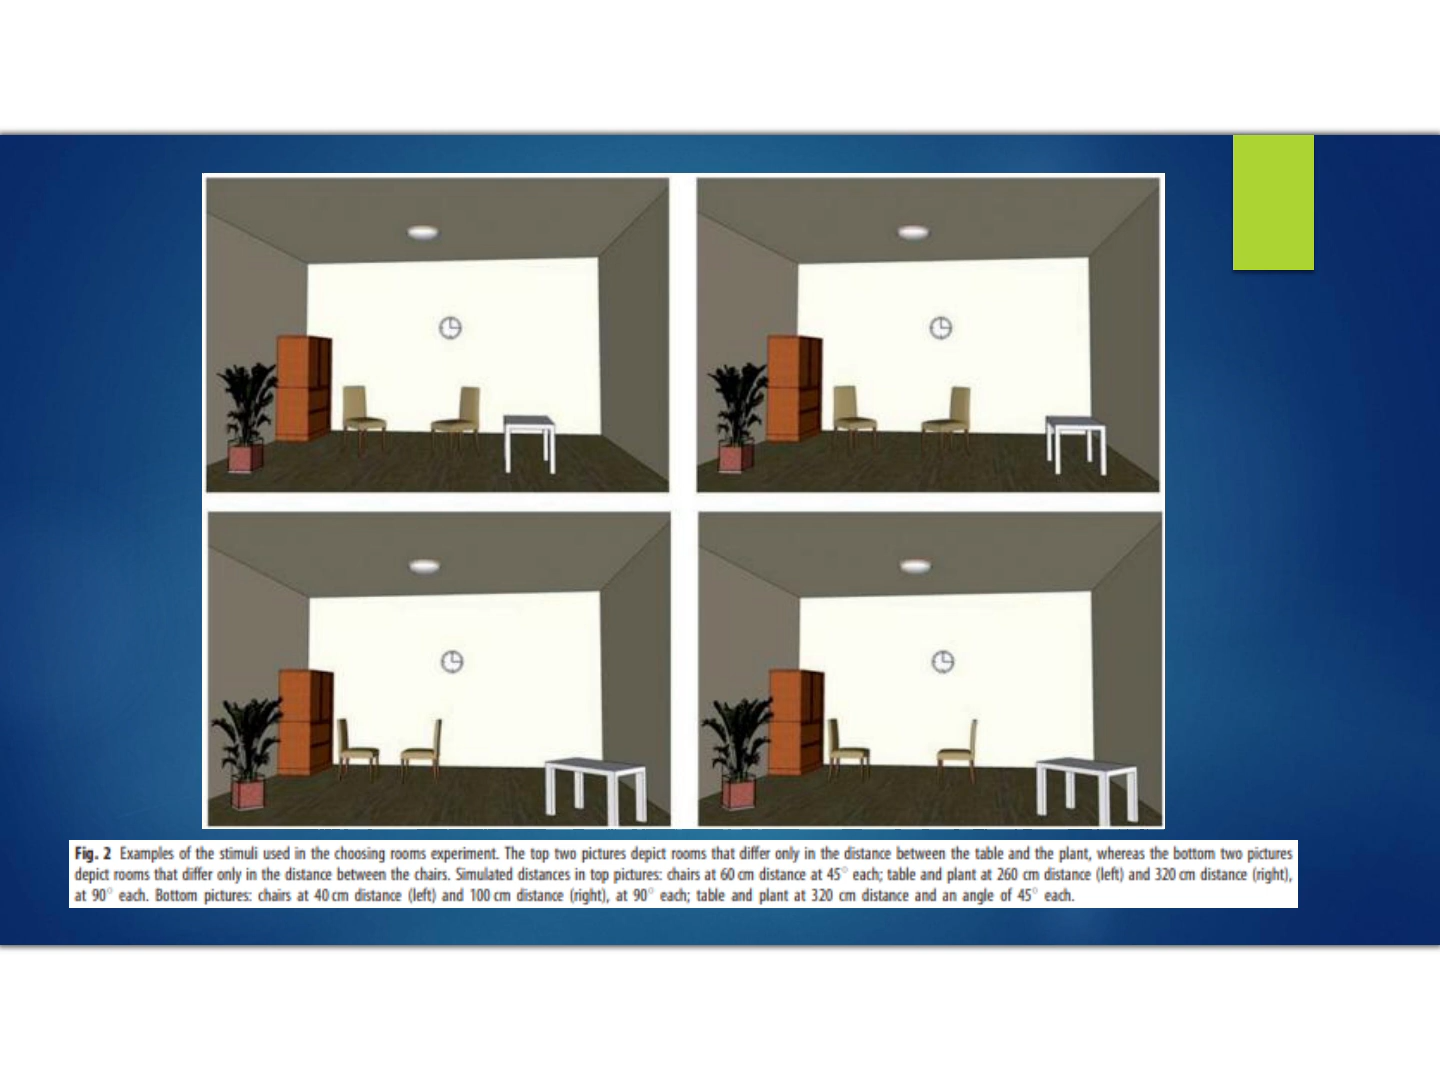 Fig. 2 Examples of the stimuli used in the choosing rooms experiment. The top two pictures depict rooms that differ only in the distance between the table and the plant, whereas the bottom two pictures
depict rooms that differ only in the distance between the chairs. Simulated distances in top pictures: chairs at 60 cm distance at 45° each; table and plant at 260 cm distance (left) and 320 cm distance (right),
at 90° each. Bottom pictures: chairs at 40 cm distance (left) and 100 cm distance (right), at 90° each; table and plant at 320 cm distance and an angle of 45° each.